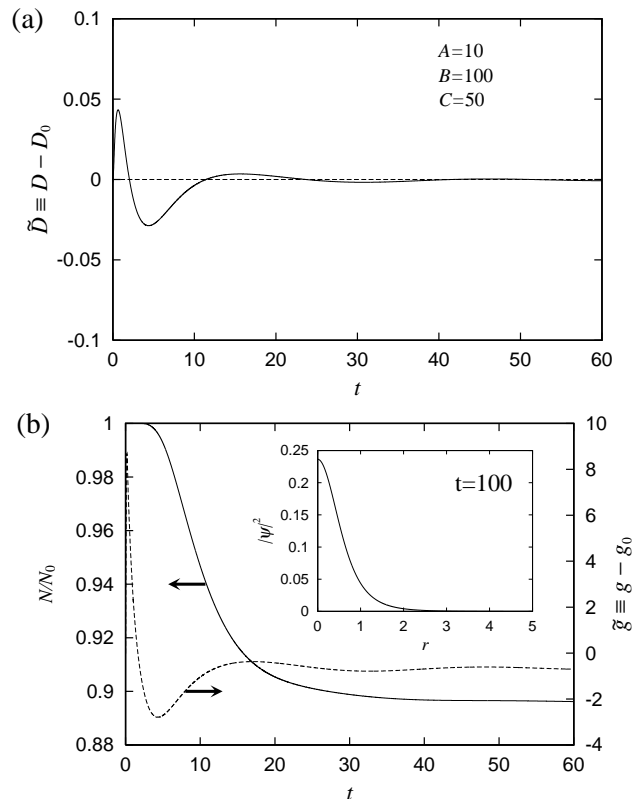 (a)
0.1
0.05
0
-0.05
-0.1
D̃ ≡ D − D₀
A=10
B=100
C=50
0 10 20 30 40 50 60
t
(b)
1
0.98
0.96
0.94
0.92
0.9
0.88
N/N₀
10
8
6
4
2
0
-2
-4
g̃ ≡ g − g₀
0.25
0.2
0.15
0.1
0.05
0
|ψ|²
t=100
0 1 2 3 4 5
r
0 10 20 30 40 50 60
t